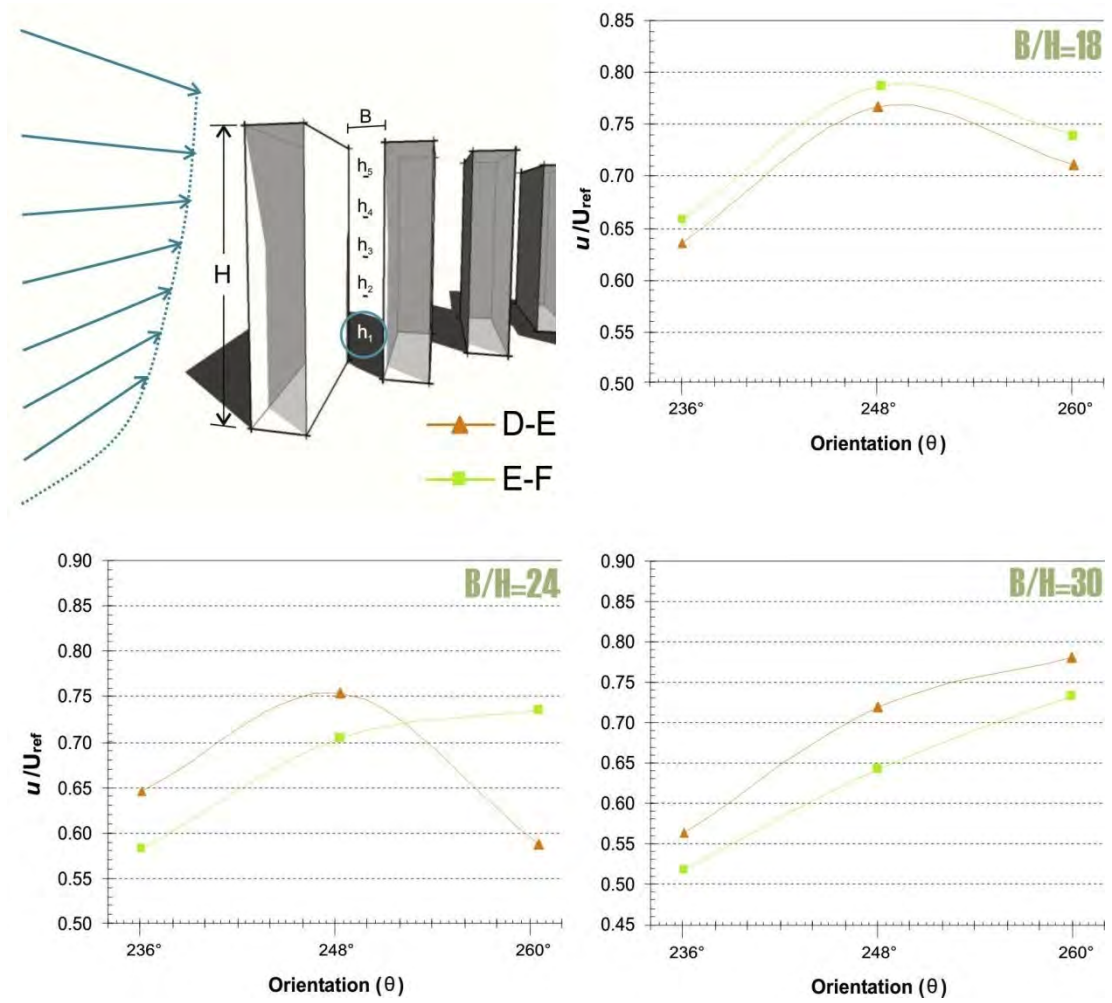 B
h5
h4
h3
h2
h1
H
D-E
E-F
B/H=18
0.85
0.80
0.75
0.70
0.65
0.60
0.55
0.50
u/Uref
236°
248°
260°
Orientation (θ)
B/H=24
0.90
0.85
0.80
0.75
0.70
0.65
0.60
0.55
0.50
u/Uref
236°
248°
260°
Orientation (θ)
B/H=30
0.90
0.85
0.80
0.75
0.70
0.65
0.60
0.55
0.50
0.45
u/Uref
236°
248°
260°
Orientation (θ)